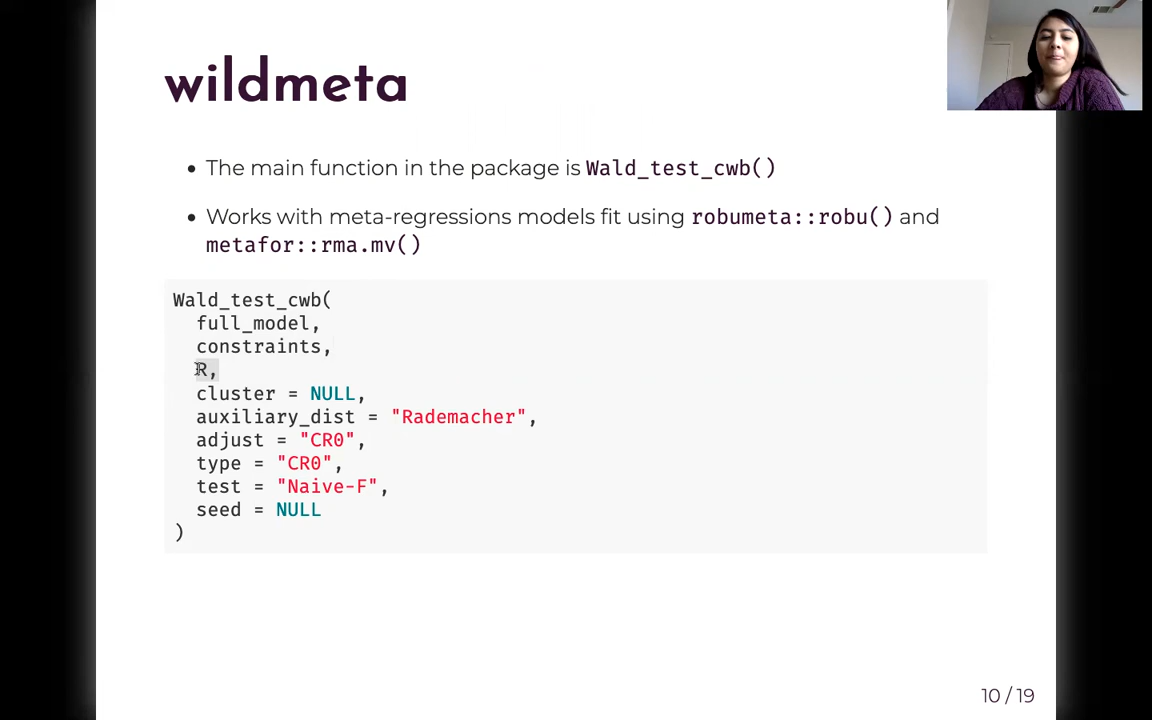 wildmeta
• The main function in the package is Wald_test_cwb()
• Works with meta-regressions models fit using robumeta::robu() and
metafor::rma.mv()
Wald_test_cwb(
full_model,
constraints,
R,
cluster = NULL,
auxiliary_dist = "Rademacher",
adjust = "CR0",
type = "CR0",
test = "Naive-F",
seed = NULL
)
10 / 19